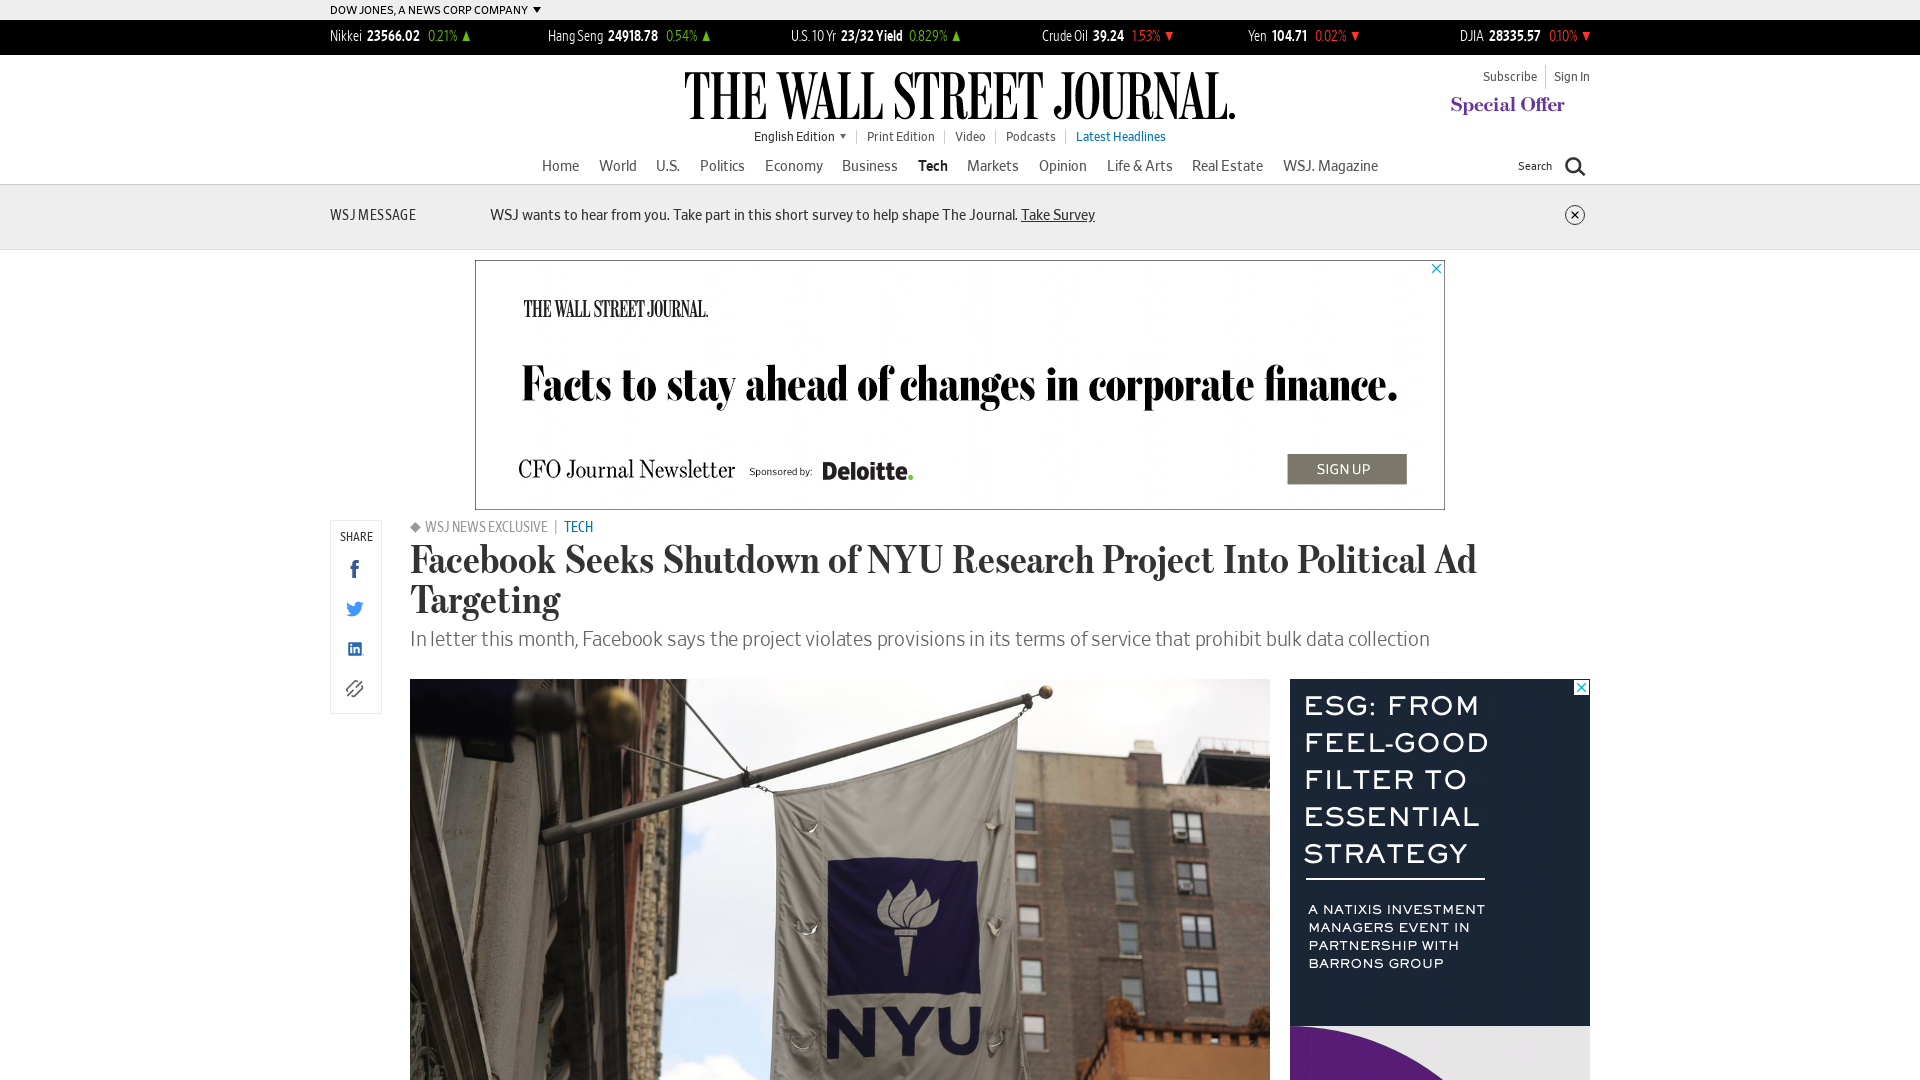 DOW JONES, A NEWS CORP COMPANY
Nikkei 23566.02 0.21%
Hang Seng 24918.78 0.54%
U.S. 10 Yr 23/32 Yield 0.829%
Crude Oil 39.24 1.53%
Yen 104.71 0.02%
DJIA 28335.57 0.10%
THE WALL STREET JOURNAL.
Subscribe
Sign In
Special Offer
English Edition
Print Edition
Video
Podcasts
Latest Headlines
Home
World
U.S.
Politics
Economy
Business
Tech
Markets
Opinion
Life & Arts
Real Estate
WSJ. Magazine
Search
WSJ MESSAGE
WSJ wants to hear from you. Take part in this short survey to help shape The Journal. Take Survey
THE WALL STREET JOURNAL.
Facts to stay ahead of changes in corporate finance.
CFO Journal Newsletter
Sponsored by:
Deloitte.
SIGN UP
SHARE
WSJ NEWS EXCLUSIVE | TECH
Facebook Seeks Shutdown of NYU Research Project Into Political Ad
Targeting
In letter this month, Facebook says the project violates provisions in its terms of service that prohibit bulk data collection
NYU
ESG: FROM
FEEL-GOOD
FILTER TO
ESSENTIAL
STRATEGY
A NATIXIS INVESTMENT
MANAGERS EVENT IN
PARTNERSHIP WITH
BARRONS GROUP